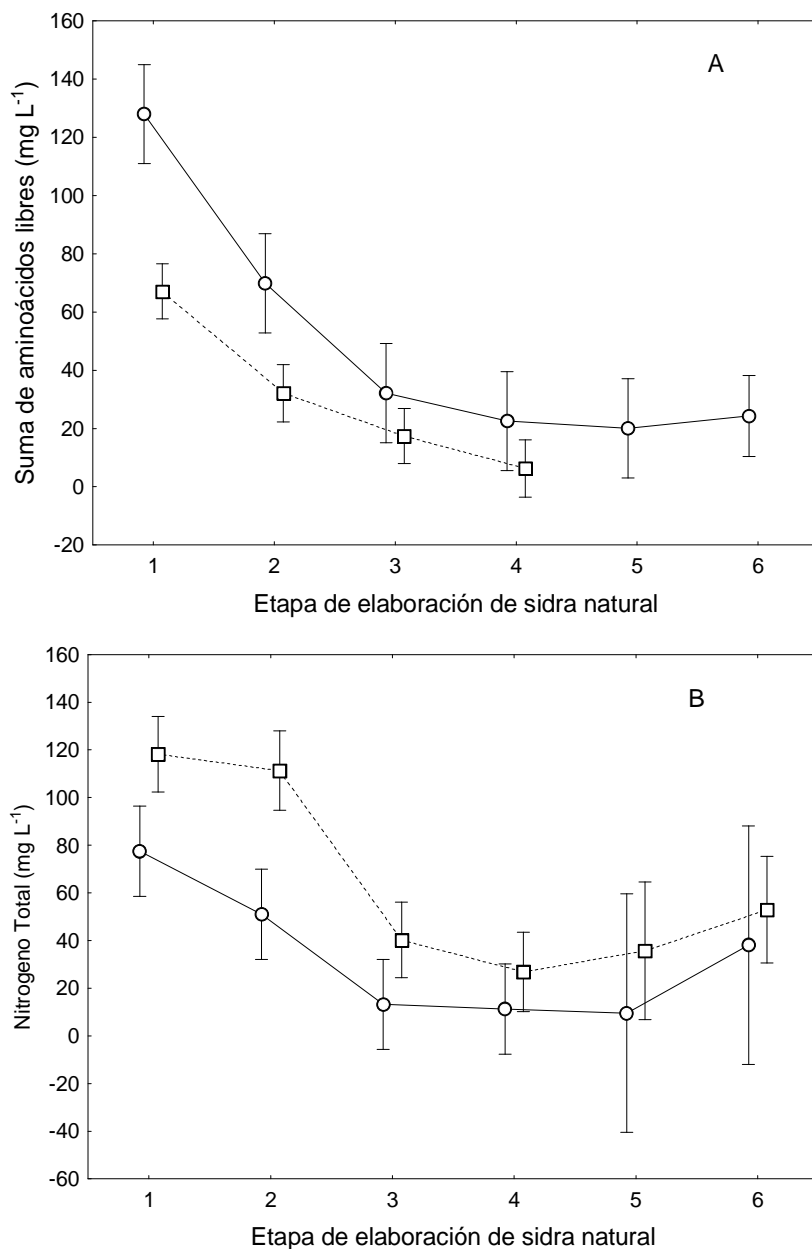 160
140
120
100
80
60
40
20
0
-20
A
Suma de aminoácidos libres (mg L-1)
1 2 3 4 5 6
Etapa de elaboración de sidra natural
160
140
120
100
80
60
40
20
0
-20
-40
-60
B
Nitrogeno Total (mg L-1)
1 2 3 4 5 6
Etapa de elaboración de sidra natural